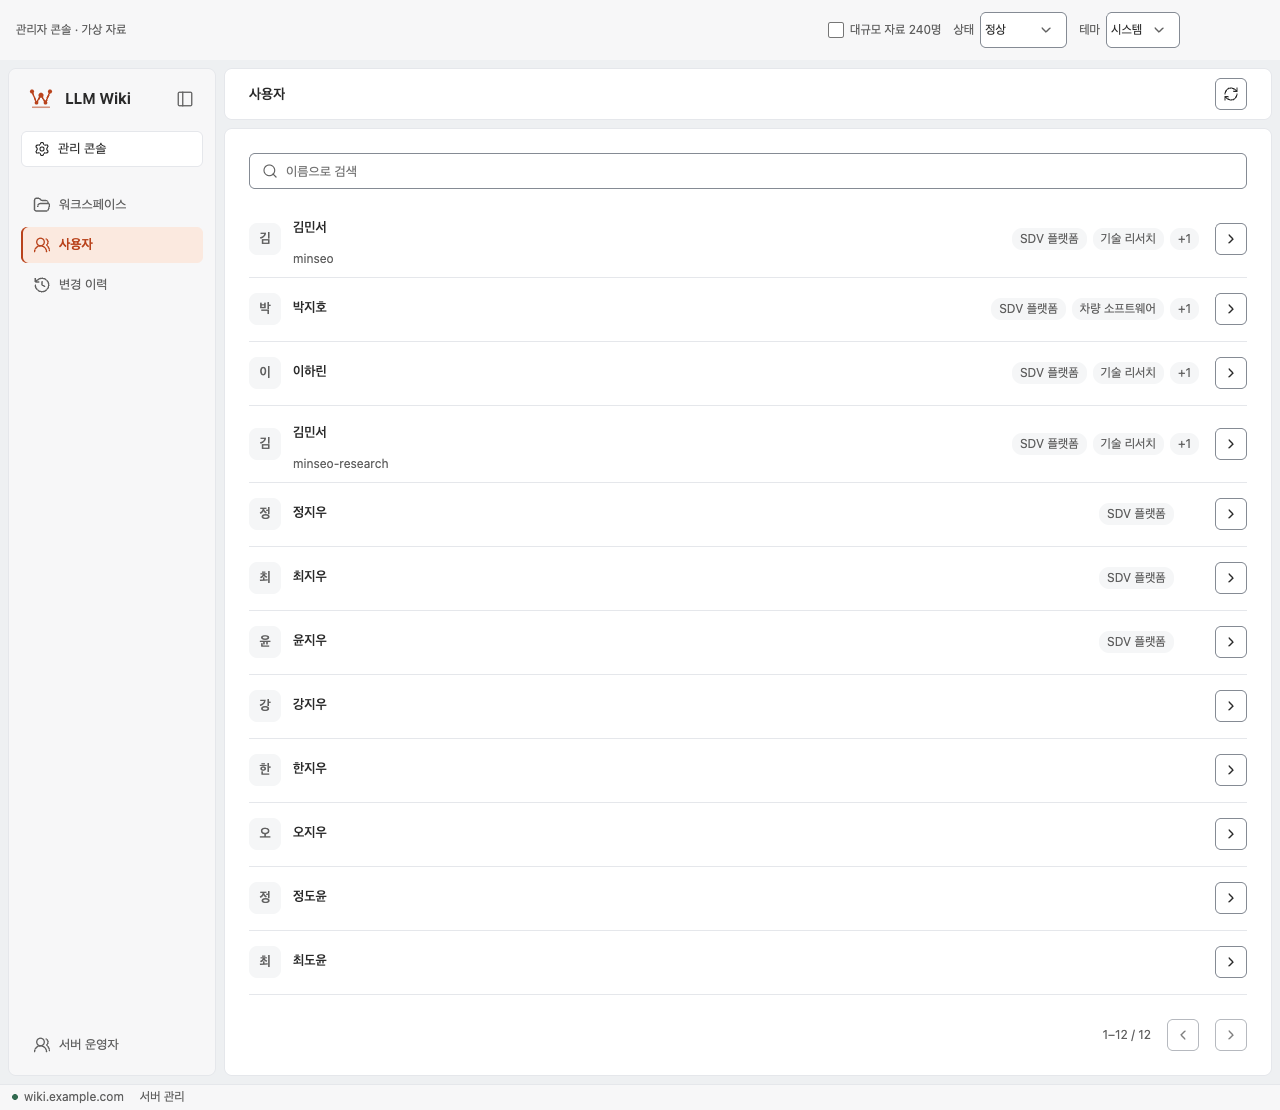 관리자 콘솔 · 가상 자료
대규모 자료 240명 상태 정상 테마 시스템
LLM Wiki
관리 콘솔
워크스페이스
사용자
변경 이력
서버 운영자
사용자
이름으로 검색
김 김민서 SDV 플랫폼 기술 리서치 +1
minseo
박 박지호 SDV 플랫폼 차량 소프트웨어 +1
이 이하린 SDV 플랫폼 기술 리서치 +1
김 김민서 SDV 플랫폼 기술 리서치 +1
minseo-research
정 정지우 SDV 플랫폼
최 최지우 SDV 플랫폼
윤 윤지우 SDV 플랫폼
강 강지우
한 한지우
오 오지우
정 정도윤
최 최도윤
1–12 / 12
wiki.example.com 서버 관리